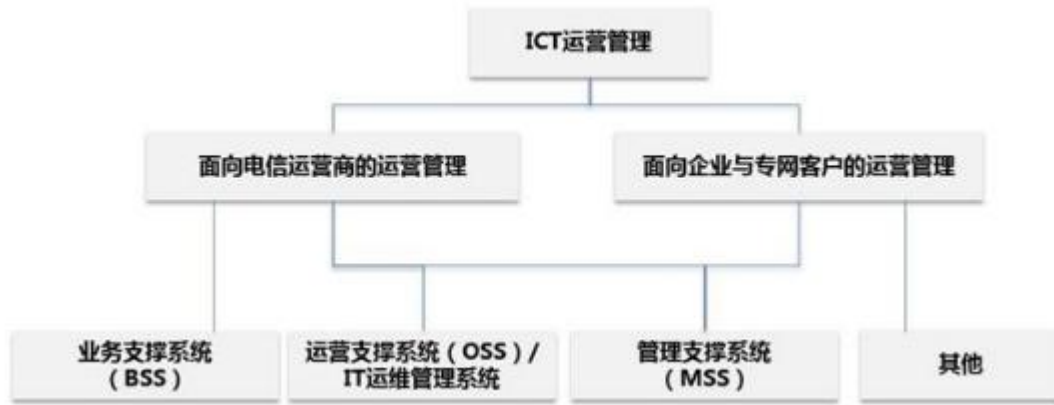 ICT运营管理
面向电信运营商的运营管理
面向企业与专网客户的运营管理
业务支撑系统
（BSS）
运营支撑系统（OSS）/
IT运维管理系统
管理支撑系统
（MSS）
其他